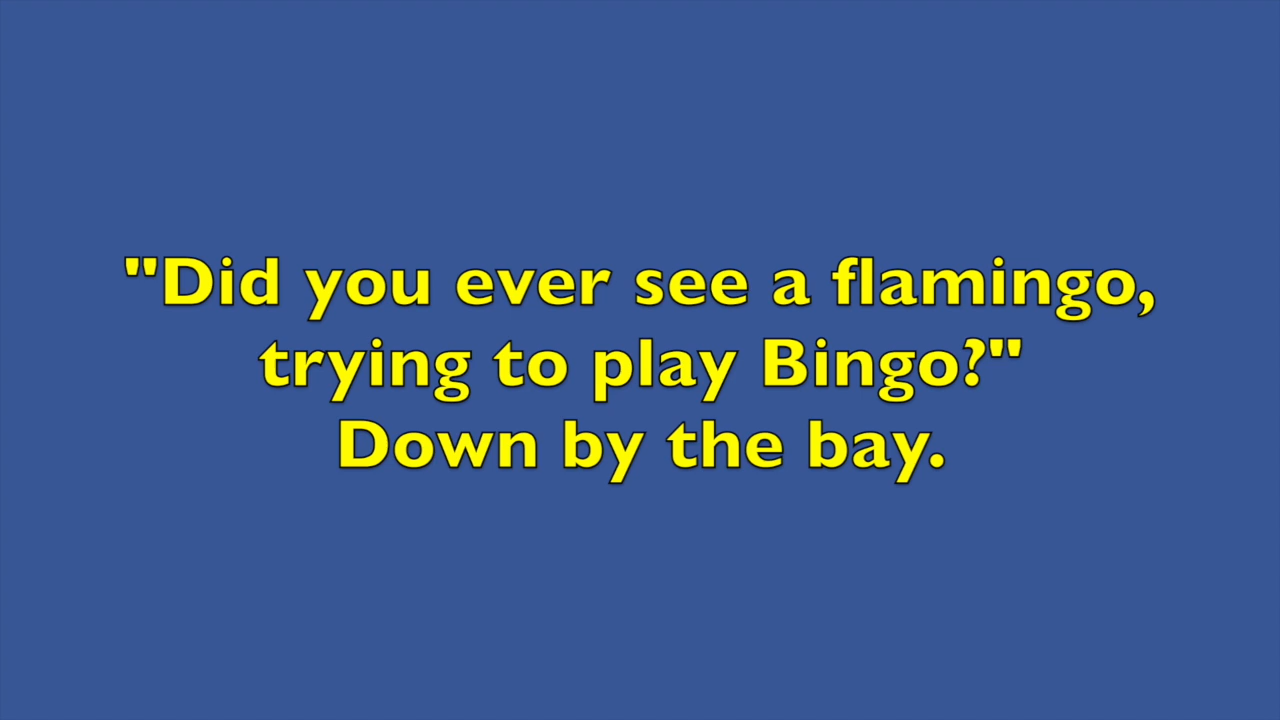 "Did you ever see a flamingo,
trying to play Bingo?"
Down by the bay.